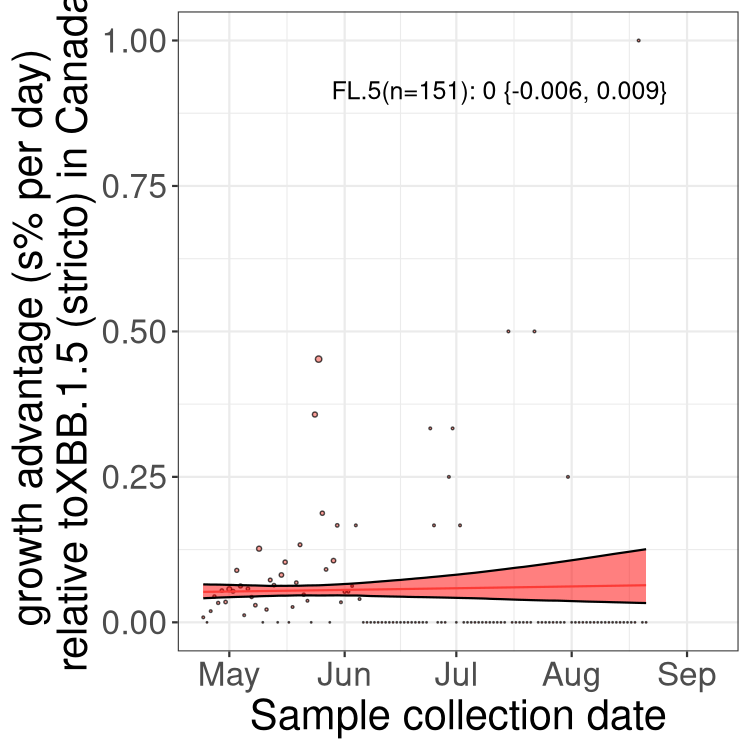 growth advantage (s% per day)
relative toXBB.1.5 (stricto) in Canada
1.00
0.75
0.50
0.25
0.00
FL.5(n=151): 0 {-0.006, 0.009}
May Jun Jul Aug Sep
Sample collection date